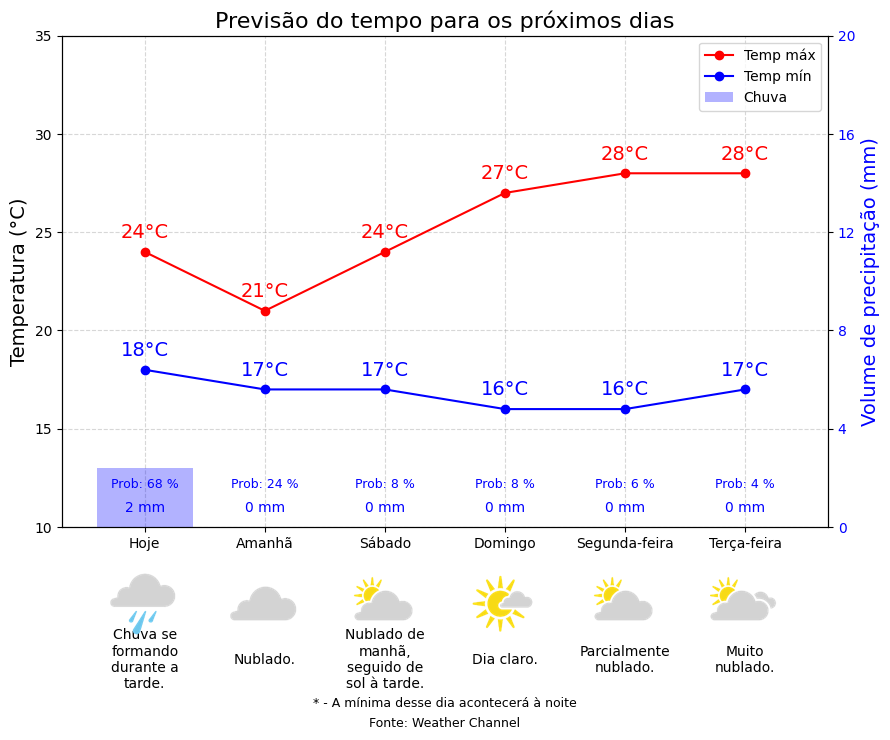 Previsão do tempo para os próximos dias
Temperatura (°C)
Volume de precipitação (mm)
35
30
25
20
15
10
20
16
12
8
4
0
Temp máx
Temp mín
Chuva
24°C
21°C
24°C
27°C
28°C
28°C
18°C
17°C
17°C
16°C
16°C
17°C
Prob: 68 %
Prob: 24 %
Prob: 8 %
Prob: 8 %
Prob: 6 %
Prob: 4 %
2 mm
0 mm
0 mm
0 mm
0 mm
0 mm
Hoje
Amanhã
Sábado
Domingo
Segunda-feira
Terça-feira
Chuva se
formando
durante a
tarde.
Nublado.
Nublado de
manhã,
seguido de
sol à tarde.
Dia claro.
Parcialmente
nublado.
Muito
nublado.
* - A mínima desse dia acontecerá à noite
Fonte: Weather Channel